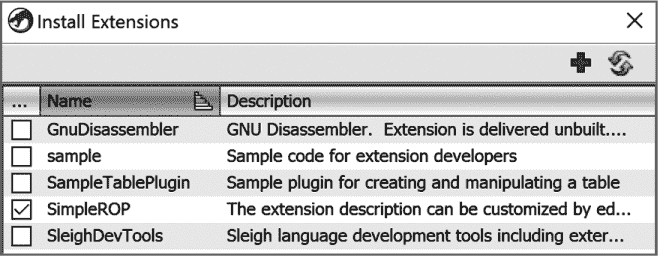 Install Extensions
... Name Description
GnuDisassembler GNU Disassembler. Extension is delivered unbuilt....
sample Sample code for extension developers
SampleTablePlugin Sample plugin for creating and manipulating a table
SimpleROP The extension description can be customized by ed...
SleighDevTools Sleigh language development tools including exter...